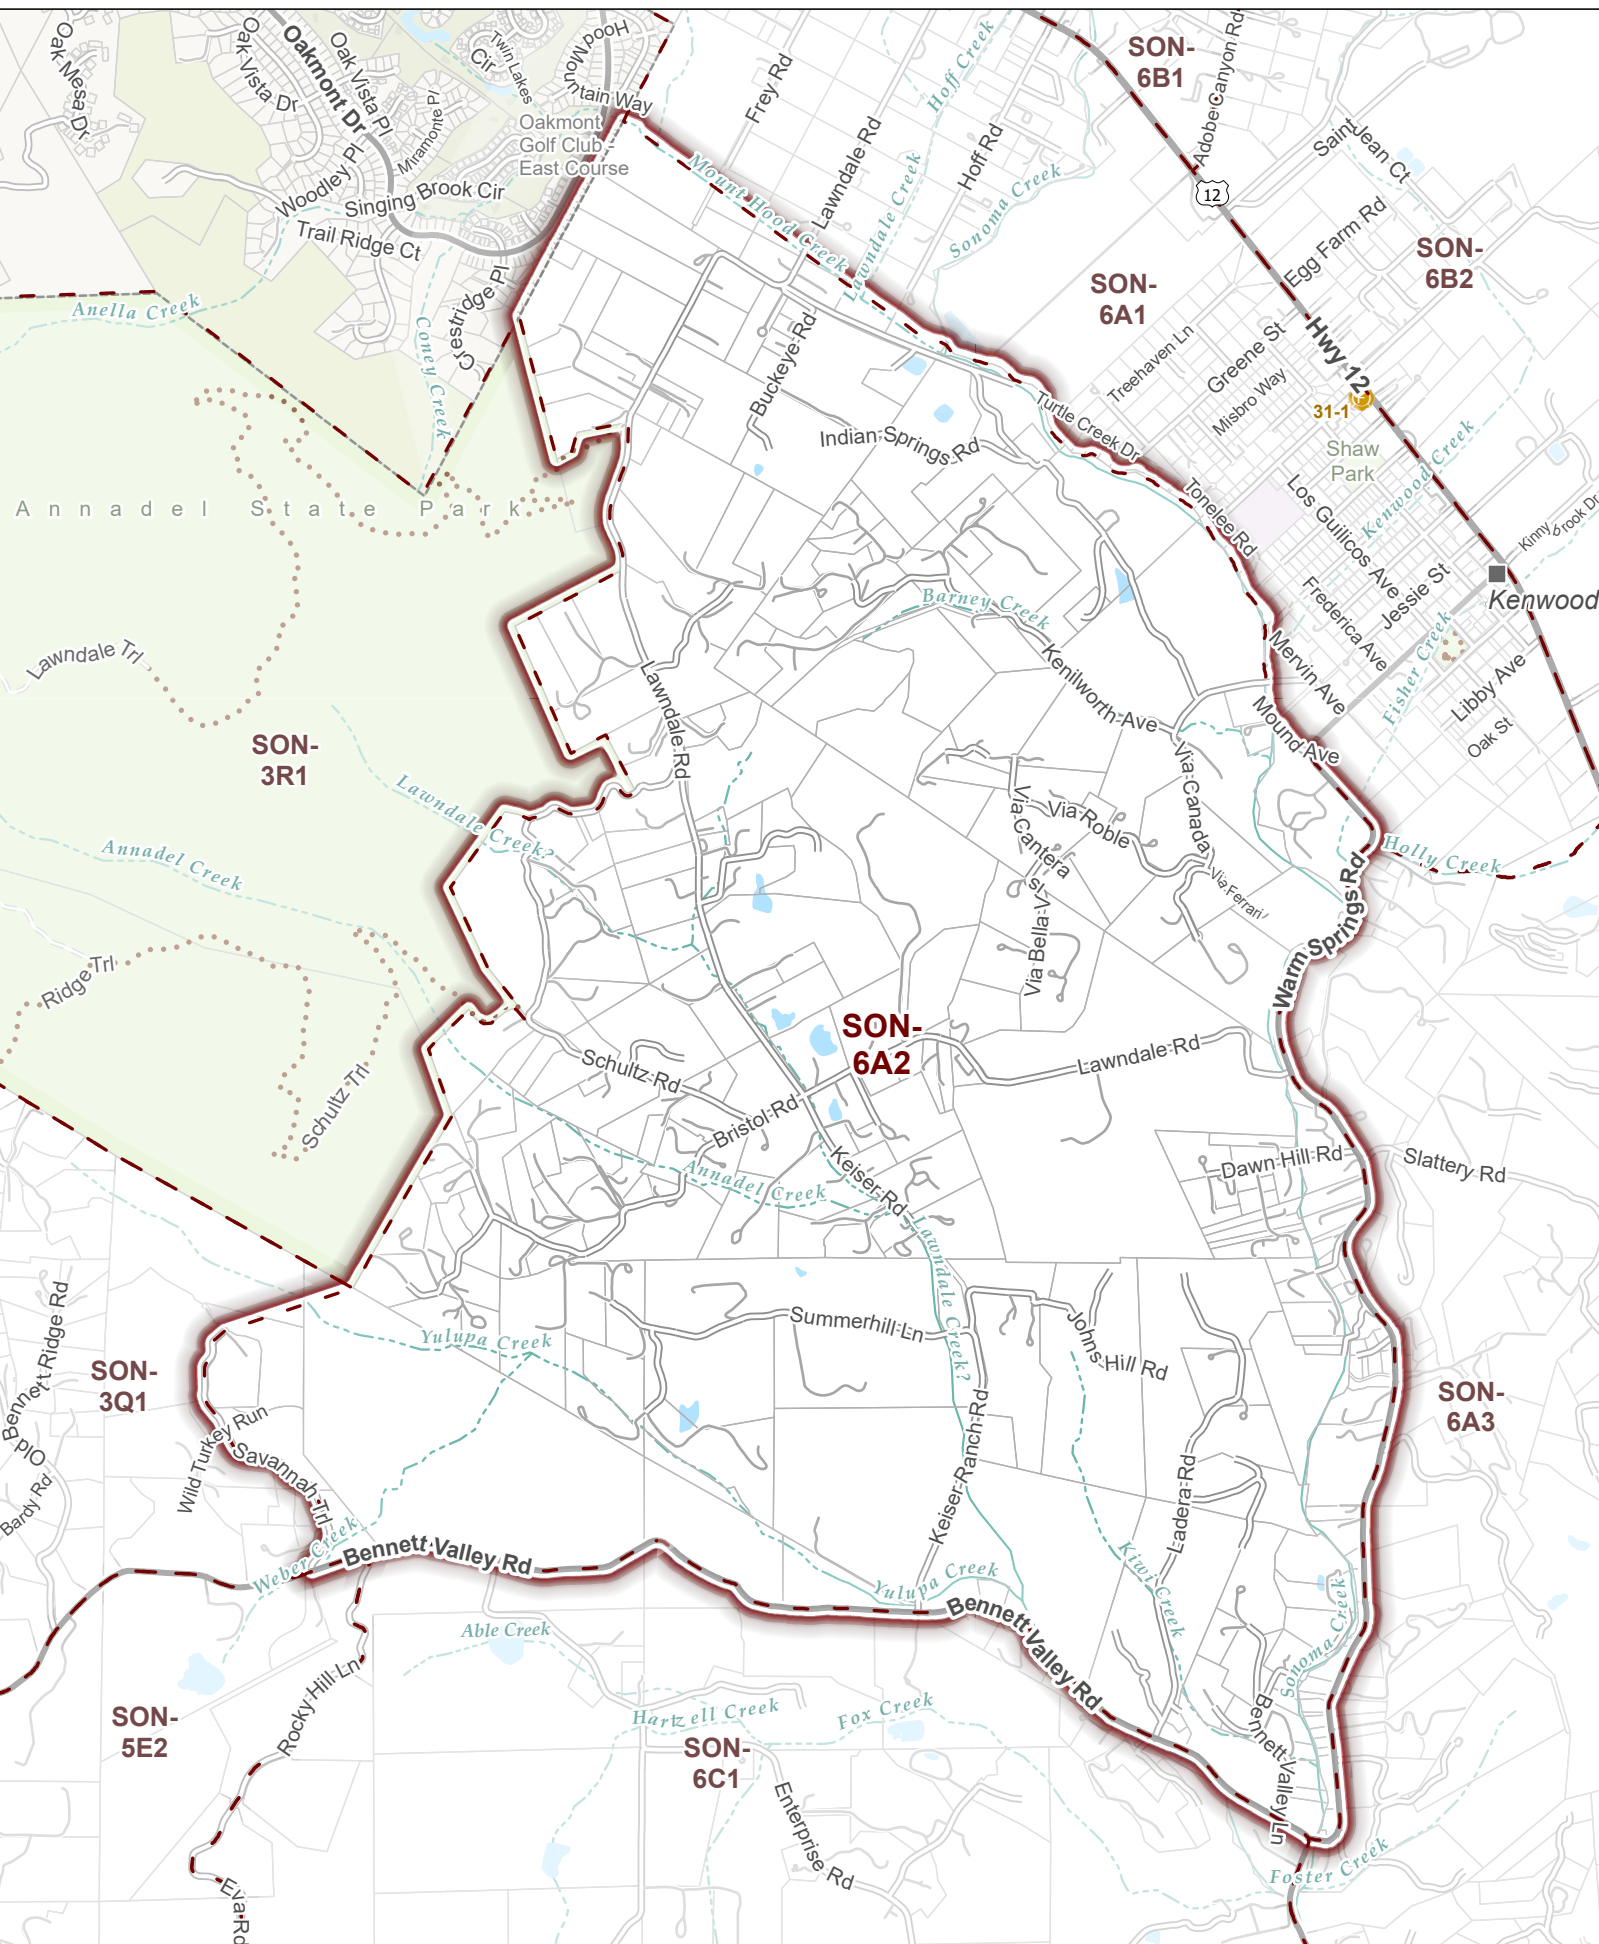 Oak Mesa Dr
Oak Vista Dr
Oakmont Dr
Oak Vista Pl
Miramonte Pl
Twin Lakes
Cir
Hood Mountain Way
Woodley Pl
Singing Brook Cir
Trail Ridge Ct
Crestridge Pl
Oakmont
Golf Club -
East Course
Frey Rd
Lawndale Rd
Hoff Rd
Hoff Creek
Mount Hood Creek
Lawndale Creek
Sonoma Creek
SON-
6B1
Adobe Canyon Rd
12
Saint Jean Ct
Egg Farm Rd
SON-
6B2
SON-
6A1
Hwy 12
Treehaven Ln
Greene St
Misbro Way
31-1
Shaw
Park
Kenwood Creek
Los Guilicos Ave
Kinnybrook Dr
Kenwood
Jessie St
Frederica Ave
Fisher Creek
Libby Ave
Oak St
Mervin Ave
Mound Ave
Tonelee Rd
Turtle Creek Dr
Anella Creek
Coney Creek
Annadel State Park
Buckeye Rd
Indian Springs Rd
Barney Creek
Kenilworth Ave
Lawndale Trl
Lawndale Rd
SON-
3R1
Lawndale Creek?
Annadel Creek
Via Canada
Via Roble
Via Cantera
Via Bella Vis
Via Ferrari
Holly Creek
Warm Springs Rd
Ridge Trl
Schultz Trl
Schultz Rd
SON-
6A2
Lawndale Rd
Bristol Rd
Keiser Rd
Annadel Creek
Lawndale Creek?
Dawn Hill Rd
Slattery Rd
Old Bennett Ridge Rd
Bardy Rd
SON-
3Q1
Yulupa Creek
Summerhill Ln
Johns Hill Rd
SON-
6A3
Wild Turkey Run
Savannah Trl
Keiser Ranch Rd
Ladera Rd
Weber Creek
Bennett Valley Rd
Yulupa Creek
Bennett Valley Rd
Kiwi Creek
Sonoma Creek
Able Creek
Rocky Hill Ln
SON-
5E2
Hartzell Creek
Fox Creek
SON-
6C1
Enterprise Rd
Bennett Valley Ln
Foster Creek
Eva Rd